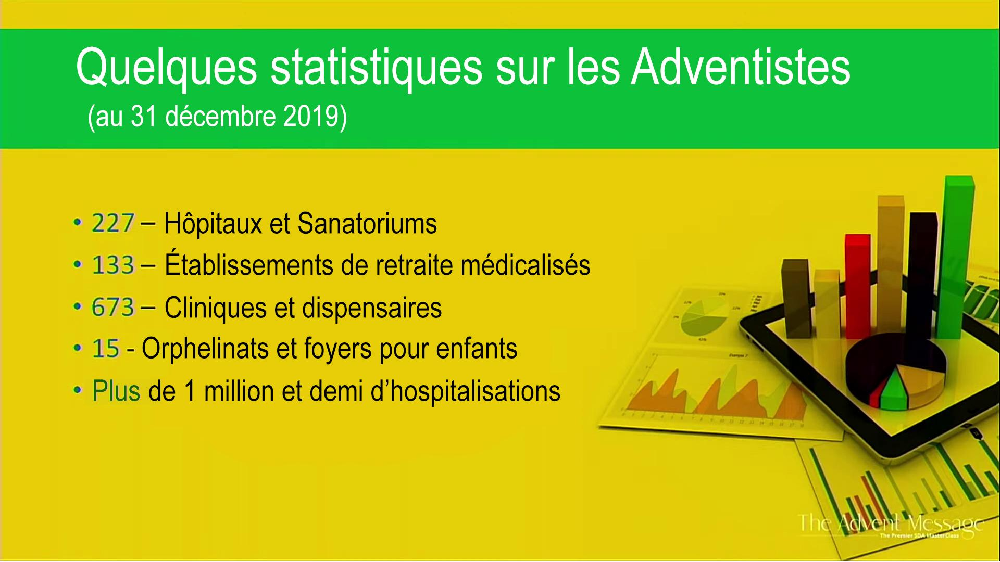 Quelques statistiques sur les Adventistes
(au 31 décembre 2019)
• 227 – Hôpitaux et Sanatoriums
• 133 – Établissements de retraite médicalisés
• 673 – Cliniques et dispensaires
• 15 - Orphelinats et foyers pour enfants
• Plus de 1 million et demi d’hospitalisations
The Advent Message
The Premier SDA MasterClass